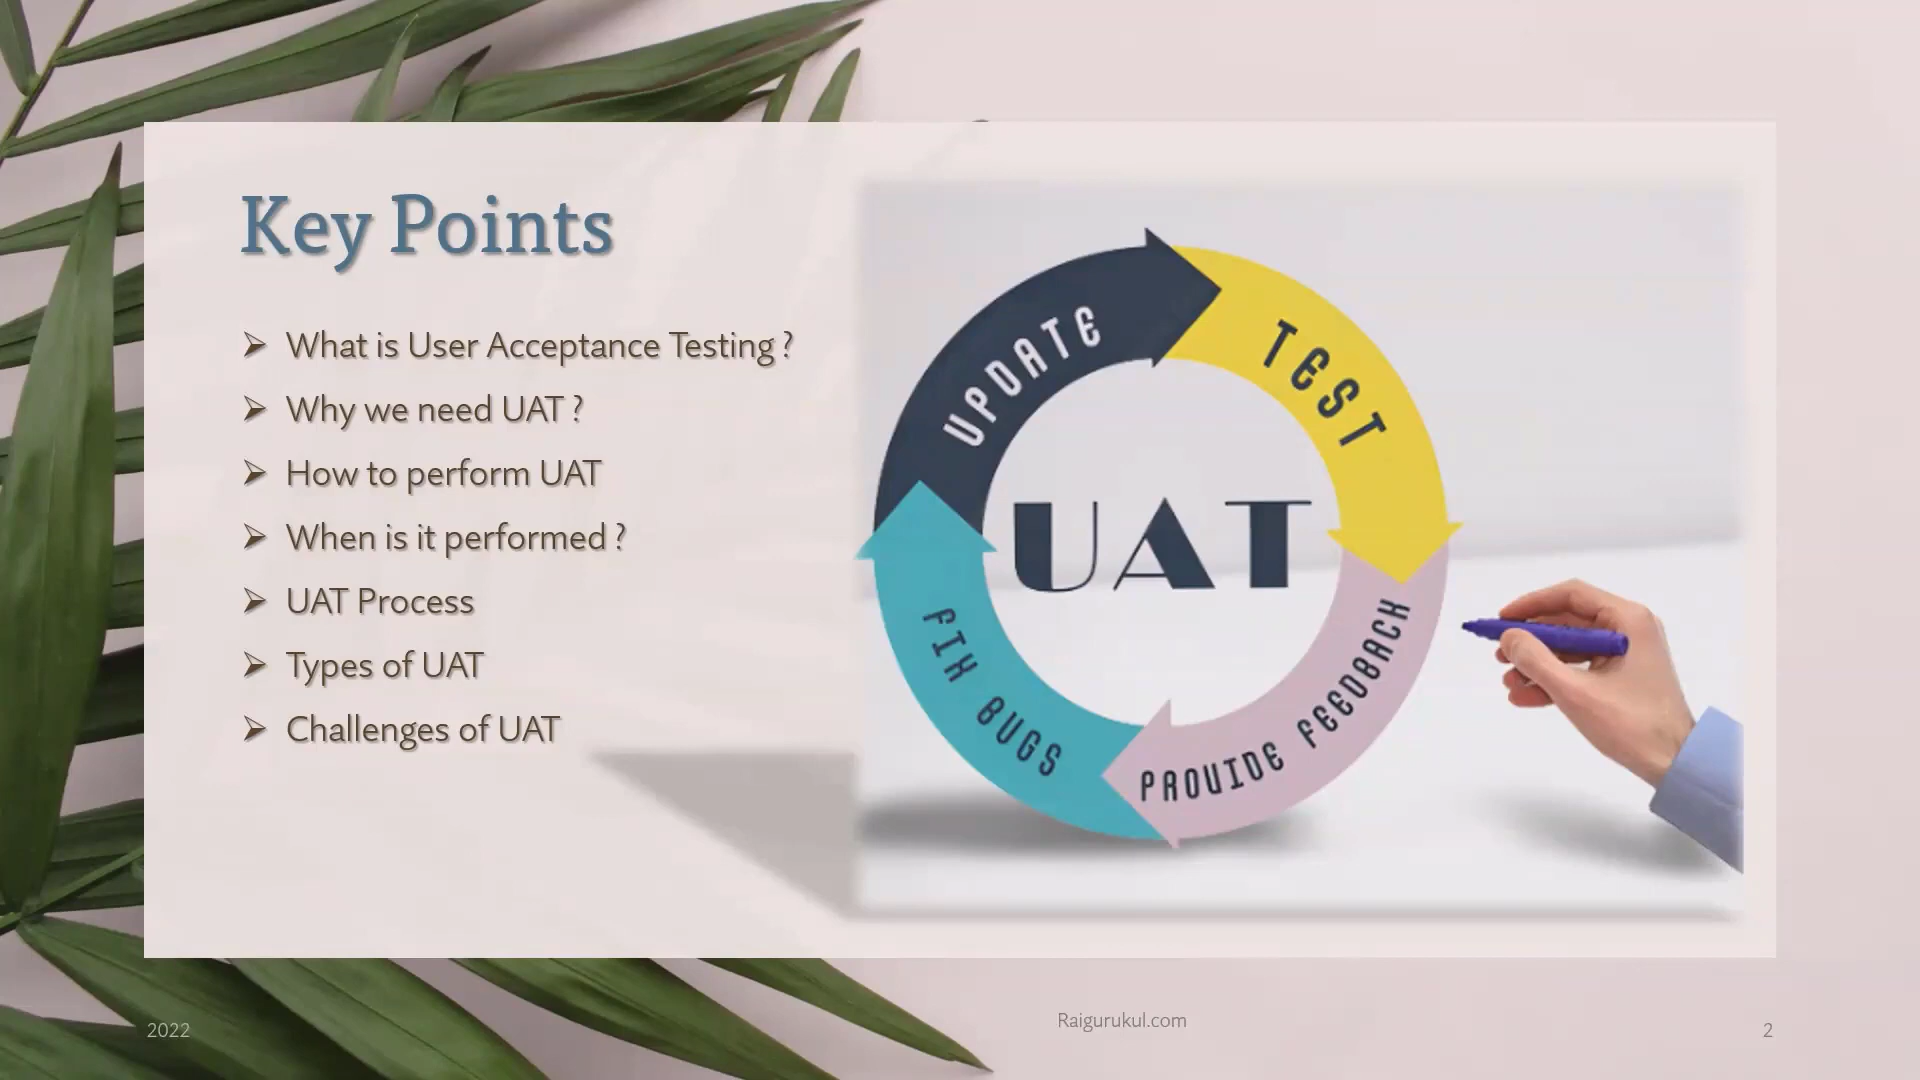 Key Points
What is User Acceptance Testing ?
Why we need UAT ?
How to perform UAT
When is it performed ?
UAT Process
Types of UAT
Challenges of UAT
UPDATE
TEST
UAT
FIX BUGS
PROVIDE FEEDBACK
2022
Raigurukul.com
2